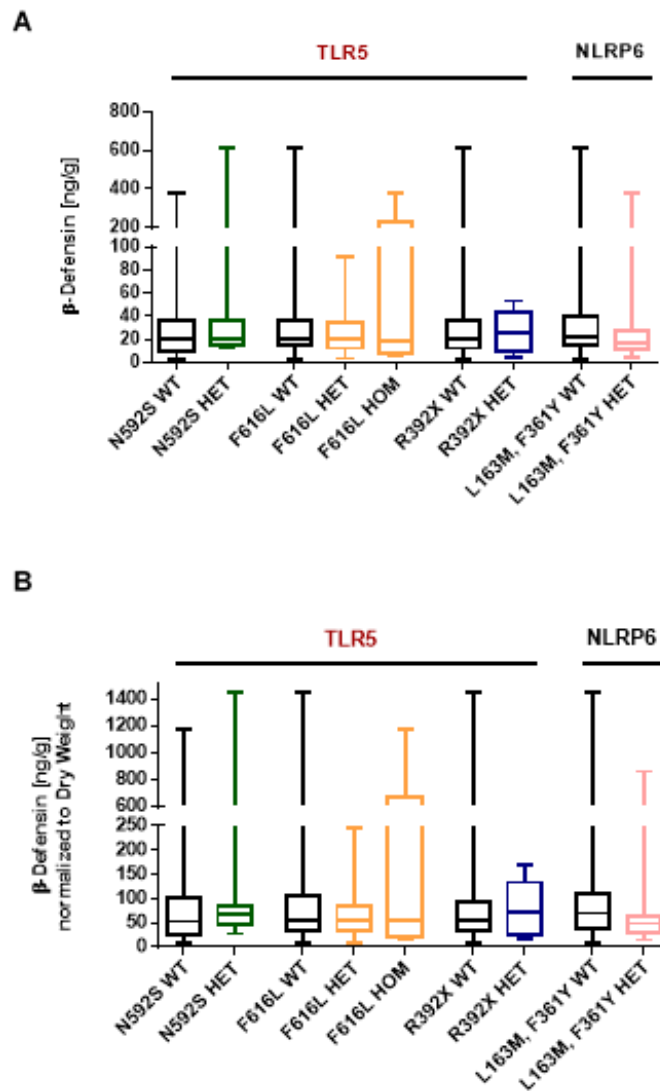 A
TLR5 NLRP6
β-Defensin [ng/g]
800
600
400
200
100
80
60
40
20
0
N592S WT
N592S HET
F616L WT
F616L HET
F616L HOM
R392X WT
R392X HET
L163M, F361Y WT
L163M, F361Y HET
B
TLR5 NLRP6
β-Defensin [ng/g]
normalized to Dry Weight
1400
1200
1000
800
600
250
200
150
100
50
0
N592S WT
N592S HET
F616L WT
F616L HET
F616L HOM
R392X WT
R392X HET
L163M, F361Y WT
L163M, F361Y HET